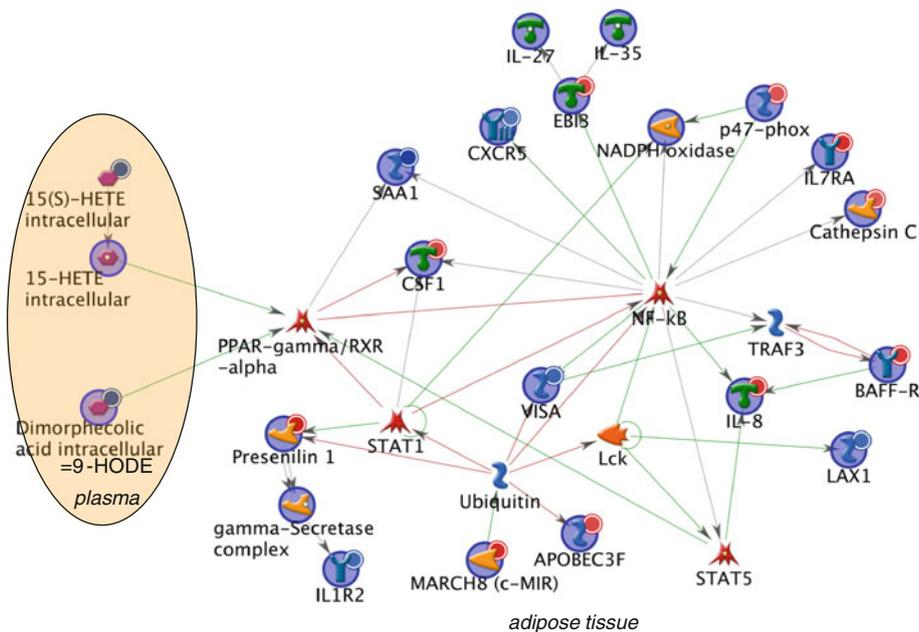 IL-27
IL-35
EBI3
p47-phox
CXCR5
NADPH oxidase
IL7RA
SAA1
15(S)-HETE
intracellular
Cathepsin C
15-HETE
intracellular
CSF1
NF-kB
PPAR-gamma/RXR
-alpha
TRAF3
BAFF-R
VISA
IL-8
Dimorphecolic
acid intracellular
=9-HODE
plasma
STAT1
Presenilin 1
Lck
LAX1
Ubiquitin
gamma-Secretase
complex
APOBEC3F
MARCH8 (c-MIR)
STAT5
IL1R2
adipose tissue